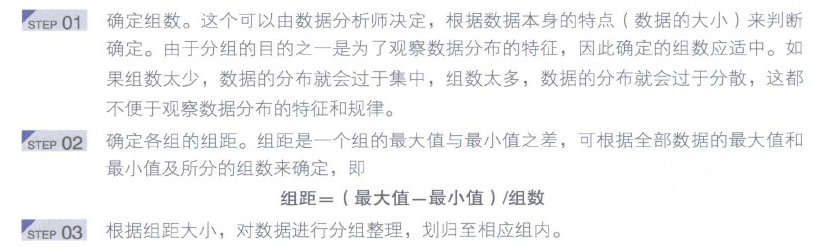 STEP 01 确定组数。这个可以由数据分析师决定，根据数据本身的特点（数据的大小）来判断
确定。由于分组的目的之一是为了观察数据分布的特征，因此确定的组数应适中。如
果组数太少，数据的分布就会过于集中，组数太多，数据的分布就会过于分散，这都
不便于观察数据分布的特征和规律。
STEP 02 确定各组的组距。组距是一个组的最大值与最小值之差，可根据全部数据的最大值和
最小值及所分的组数来确定，即
组距＝（最大值－最小值）/组数
STEP 03 根据组距大小，对数据进行分组整理，划归至相应组内。